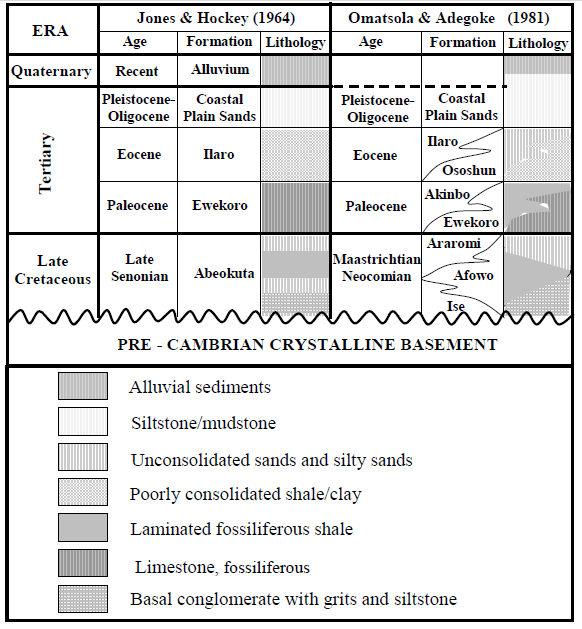 ERA
Jones & Hockey (1964)
Omatsola & Adegoke (1981)
Age
Formation
Lithology
Age
Formation
Lithology
Quaternary
Recent
Alluvium
Tertiary
Pleistocene-
Oligocene
Coastal
Plain Sands
Pleistocene-
Oligocene
Coastal
Plain Sands
Eocene
Ilaro
Eocene
Ilaro
Ososhun
Paleocene
Ewekoro
Paleocene
Akinbo
Ewekoro
Late
Cretaceous
Late
Senonian
Abeokuta
Maastrichtian
Neocomian
Araromi
Afowo
Ise
PRE - CAMBRIAN CRYSTALLINE BASEMENT
Alluvial sediments
Siltstone/mudstone
Unconsolidated sands and silty sands
Poorly consolidated shale/clay
Laminated fossiliferous shale
Limestone, fossiliferous
Basal conglomerate with grits and siltstone